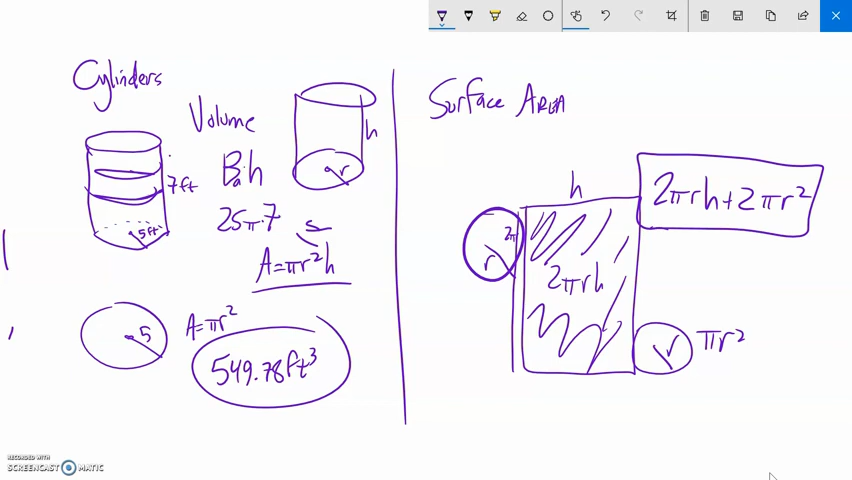 Cylinders
Volume
h
r
7ft
5ft
Ba·h
25π·7
A=πr²h
5
A=πr²
549.78ft³
Surface AREA
h
2πrh+2πr²
r
2πrh
r
πr²
RECORDED WITH
SCREENCAST MATIC